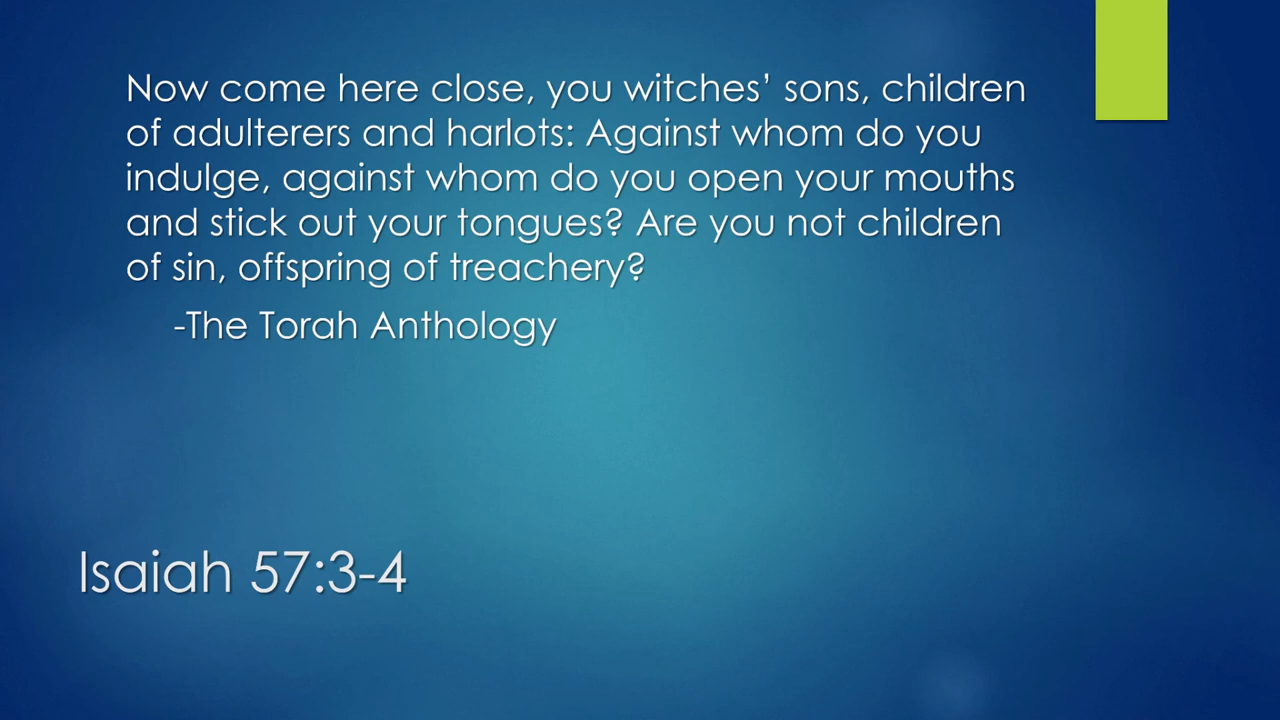 Now come here close, you witches’ sons, children
of adulterers and harlots: Against whom do you
indulge, against whom do you open your mouths
and stick out your tongues? Are you not children
of sin, offspring of treachery?
-The Torah Anthology
Isaiah 57:3-4